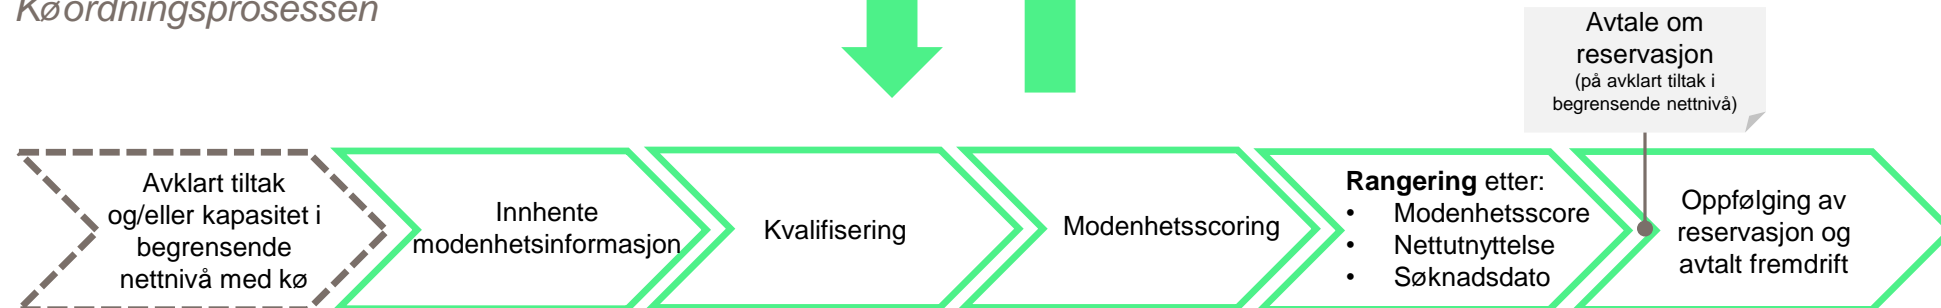 Køordningsprosessen
Avtale om
reservasjon
(på avklart tiltak i
begrensende nettnivå)
Avklart tiltak
og/eller kapasitet i
begrensende
nettnivå med kø
Innhente
modenhetsinformasjon
Kvalifisering
Modenhetsscoring
Rangering etter:
• Modenhetsscore
• Nettutnyttelse
• Søknadsdato
Oppfølging av
reservasjon og
avtalt fremdrift